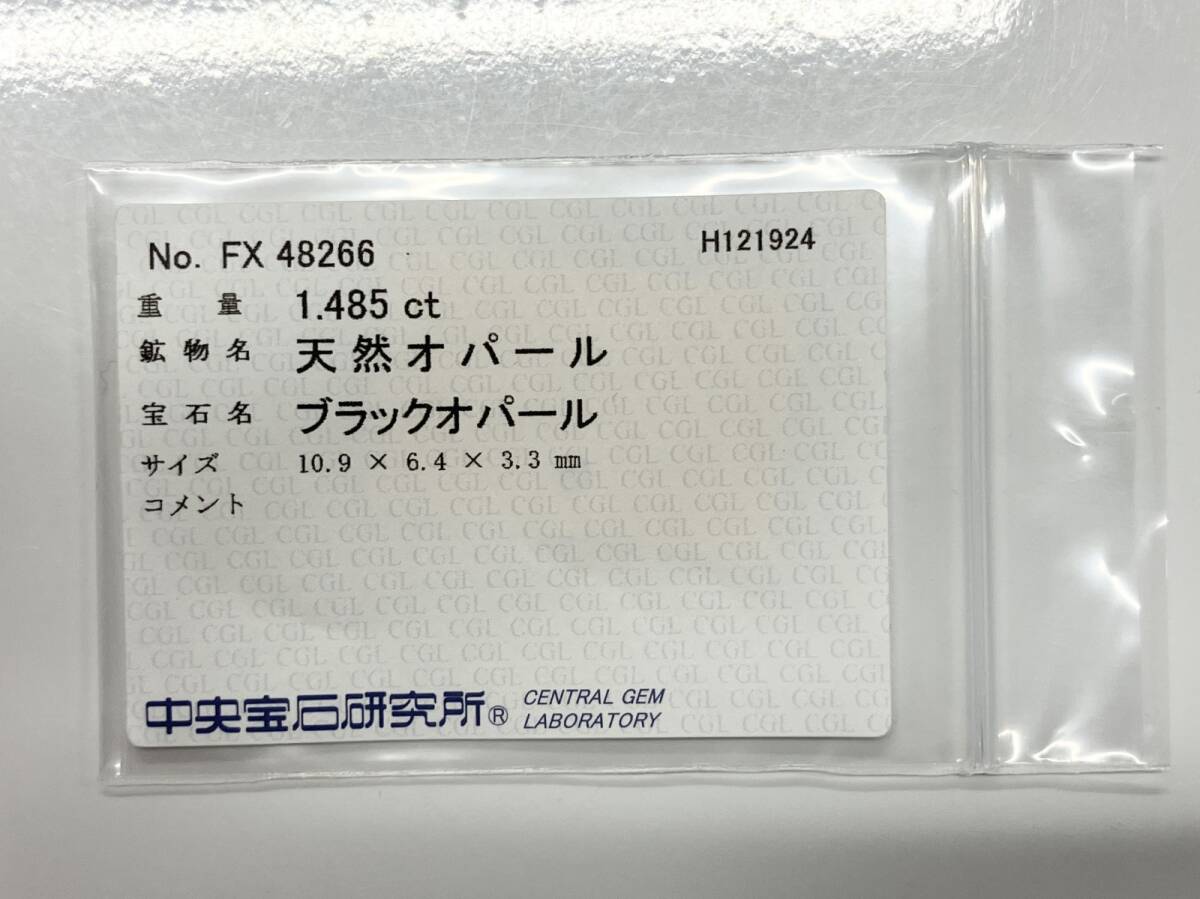 No. FX 48266 H121924
重 量 1.485 ct
鉱 物 名 天 然 オ パ ー ル
宝 石 名 ブラックオパール
サイズ 10.9 × 6.4 × 3.3 ㎜
コメント
中央宝石研究所® CENTRAL GEM
LABORATORY